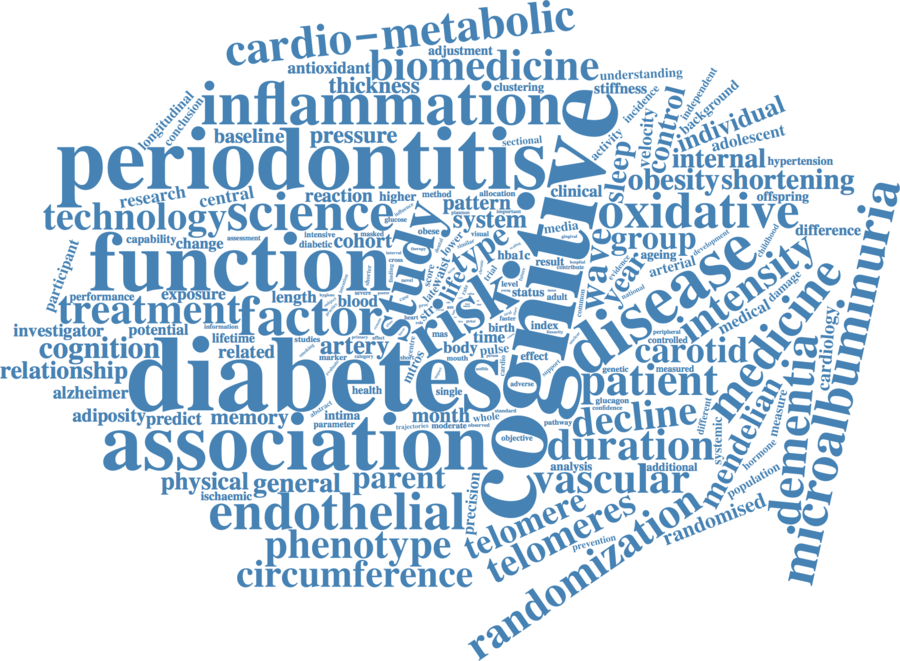 cardio-metabolic
adjustment
antioxidant
biomedicine
understanding
thickness
clustering
stiffness
longitudinal
conclusion
inflammation
incidence
independent
background
control
individual
activity
velocity
adolescent
baseline
pressure
sectional
sleep
internal
hypertension
periodontitis
cognitive
obesity
shortening
offspring
research
central
reaction
higher
method
allocation
clinical
pattern
technology
science
study
system
media
oxidative
difference
capability
change
assessment
intensive
diabetic
masked
glucose
obese
cohort
type
visual
group
wave
ageing
evidence
development
childhood
participant
function
hba1c
result
hospital
contribute
year
arterial
national
disease
intensity
damage
medical
performance
exposure
length
blood
life
trial
risk
level
status
adult
treatment
factor
information
birth
index
peripheral
controlled
medicine
cardiology
microalbuminuria
investigator
potential
lifetime
studies
related
artery
marker
category
time
body
pulse
mouth
effect
support
carotid
cognition
relationship
alzheimer
diabetes
health
single
adverse
genetic
measured
patient
glucagon
confidence
adiposity
predict
memory
abstract
intima
parameter
month
whole
standard
trajectories
moderate
observed
pathway
decline
different
mendelian
measure
dementia
association
objective
duration
systemic
hormone
physical
general
parent
precision
analysis
additional
vascular
population
ischaemic
endothelial
telomere
telomeres
randomization
randomised
phenotype
prevention
circumference